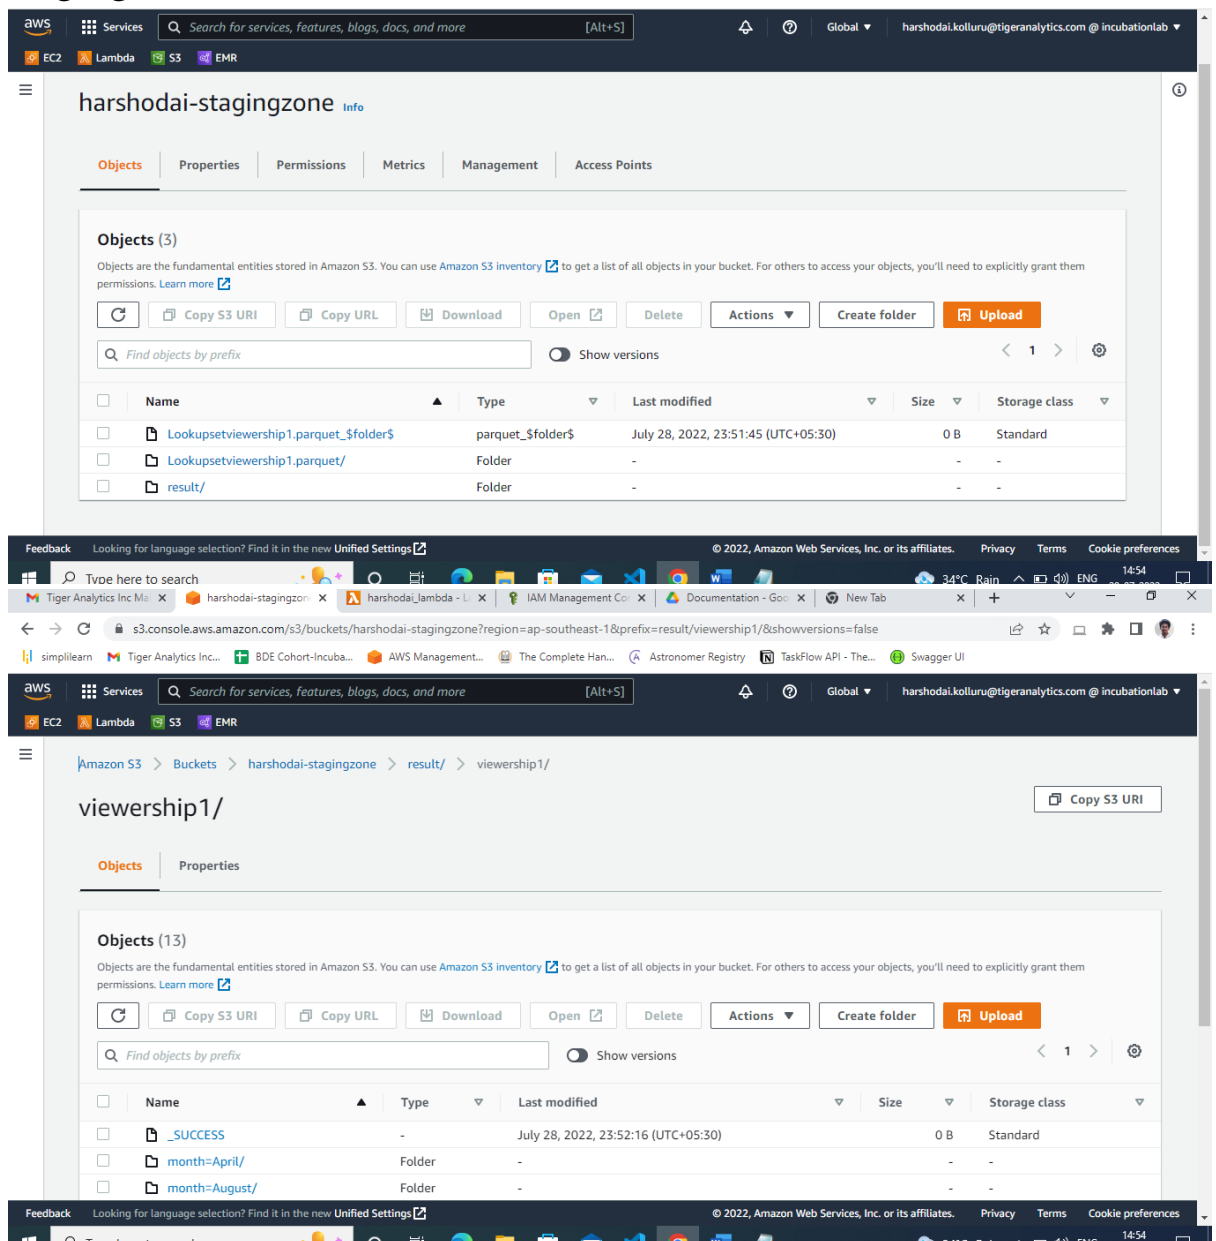 aws Services Search for services, features, blogs, docs, and more [Alt+S] Global ▼ harshodai.kolluru@tigeranalytics.com @ incubationlab ▼
EC2 Lambda S3 EMR
harshodai-stagingzone Info
Objects Properties Permissions Metrics Management Access Points
Objects (3)
Objects are the fundamental entities stored in Amazon S3. You can use Amazon S3 inventory to get a list of all objects in your bucket. For others to access your objects, you'll need to explicitly grant them
permissions. Learn more
Copy S3 URI Copy URL Download Open Delete Actions ▼ Create folder Upload
Find objects by prefix Show versions < 1 >
Name ▲ Type Last modified Size Storage class
Lookupsetviewership1.parquet_$folder$ parquet_$folder$ July 28, 2022, 23:51:45 (UTC+05:30) 0 B Standard
Lookupsetviewership1.parquet/ Folder - - -
result/ Folder - - -
Feedback Looking for language selection? Find it in the new Unified Settings © 2022, Amazon Web Services, Inc. or its affiliates. Privacy Terms Cookie preferences
Type here to search 34°C Rain ENG 14:54
Tiger Analytics Inc Mai harshodai-stagingzon harshodai_lambda - L IAM Management Co Documentation - Goo New Tab
s3.console.aws.amazon.com/s3/buckets/harshodai-stagingzone?region=ap-southeast-1&prefix=result/viewership1/&showversions=false
simplilearn Tiger Analytics Inc... BDE Cohort-Incuba... AWS Management... The Complete Han... Astronomer Registry TaskFlow API - The... Swagger UI
aws Services Search for services, features, blogs, docs, and more [Alt+S] Global ▼ harshodai.kolluru@tigeranalytics.com @ incubationlab ▼
EC2 Lambda S3 EMR
Amazon S3 > Buckets > harshodai-stagingzone > result/ > viewership1/
viewership1/ Copy S3 URI
Objects Properties
Objects (13)
Objects are the fundamental entities stored in Amazon S3. You can use Amazon S3 inventory to get a list of all objects in your bucket. For others to access your objects, you'll need to explicitly grant them
permissions. Learn more
Copy S3 URI Copy URL Download Open Delete Actions ▼ Create folder Upload
Find objects by prefix Show versions < 1 >
Name ▲ Type Last modified Size Storage class
_SUCCESS - July 28, 2022, 23:52:16 (UTC+05:30) 0 B Standard
month=April/ Folder - - -
month=August/ Folder - - -
Feedback Looking for language selection? Find it in the new Unified Settings © 2022, Amazon Web Services, Inc. or its affiliates. Privacy Terms Cookie preferences
14:54